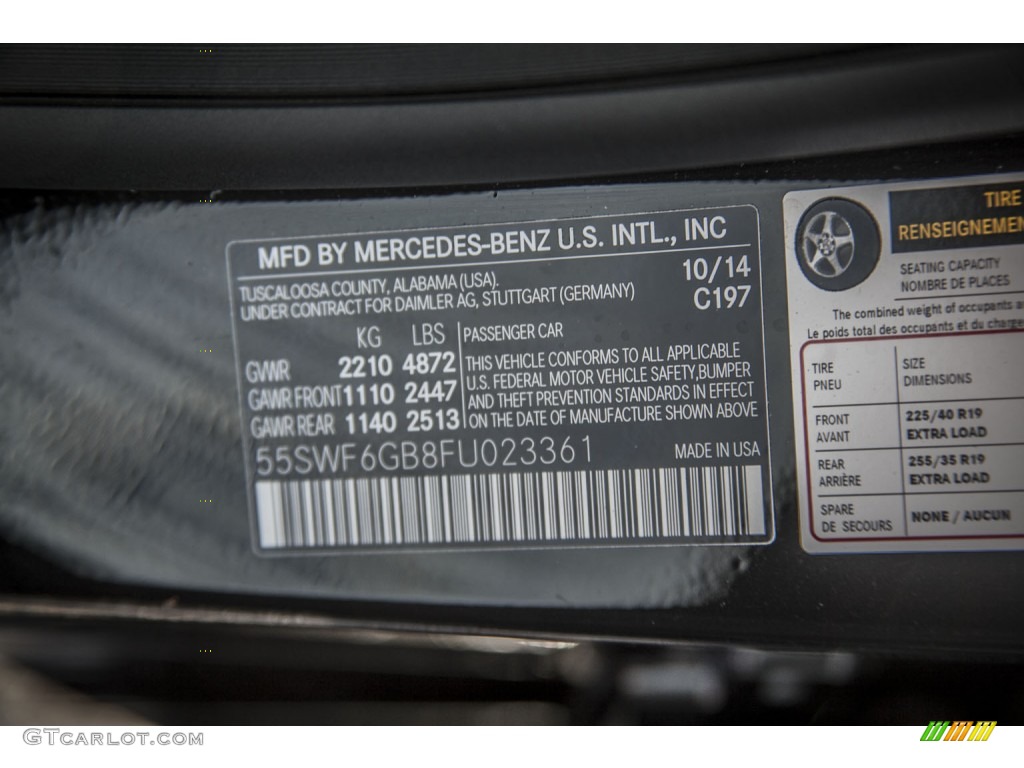 MFD BY MERCEDES-BENZ U.S. INTL., INC
TUSCALOOSA COUNTY, ALABAMA (USA).
UNDER CONTRACT FOR DAIMLER AG, STUTTGART (GERMANY)
10/14
C197
KG LBS
GVWR 2210 4872
GAWR FRONT 1110 2447
GAWR REAR 1140 2513
PASSENGER CAR
THIS VEHICLE CONFORMS TO ALL APPLICABLE
U.S. FEDERAL MOTOR VEHICLE SAFETY,BUMPER
AND THEFT PREVENTION STANDARDS IN EFFECT
ON THE DATE OF MANUFACTURE SHOWN ABOVE
55SWF6GB8FU023361
MADE IN USA
TIRE
RENSEIGNEMEN
SEATING CAPACITY
NOMBRE DE PLACES
The combined weight of occupants a
Le poids total des occupants et du charge
TIRE
PNEU
SIZE
DIMENSIONS
FRONT
AVANT
225/40 R19
EXTRA LOAD
REAR
ARRIÈRE
255/35 R19
EXTRA LOAD
SPARE
DE SECOURS
NONE / AUCUN
GTCARLOT.COM